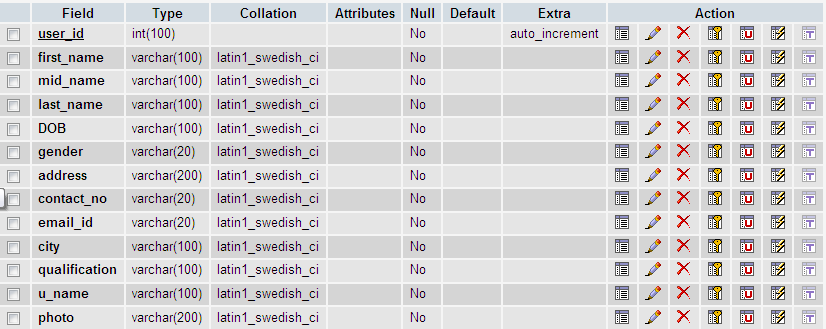 Field Type Collation Attributes Null Default Extra Action
user_id int(100) No auto_increment
first_name varchar(100) latin1_swedish_ci No
mid_name varchar(100) latin1_swedish_ci No
last_name varchar(100) latin1_swedish_ci No
DOB varchar(100) latin1_swedish_ci No
gender varchar(20) latin1_swedish_ci No
address varchar(200) latin1_swedish_ci No
contact_no varchar(20) latin1_swedish_ci No
email_id varchar(20) latin1_swedish_ci No
city varchar(100) latin1_swedish_ci No
qualification varchar(100) latin1_swedish_ci No
u_name varchar(100) latin1_swedish_ci No
photo varchar(200) latin1_swedish_ci No